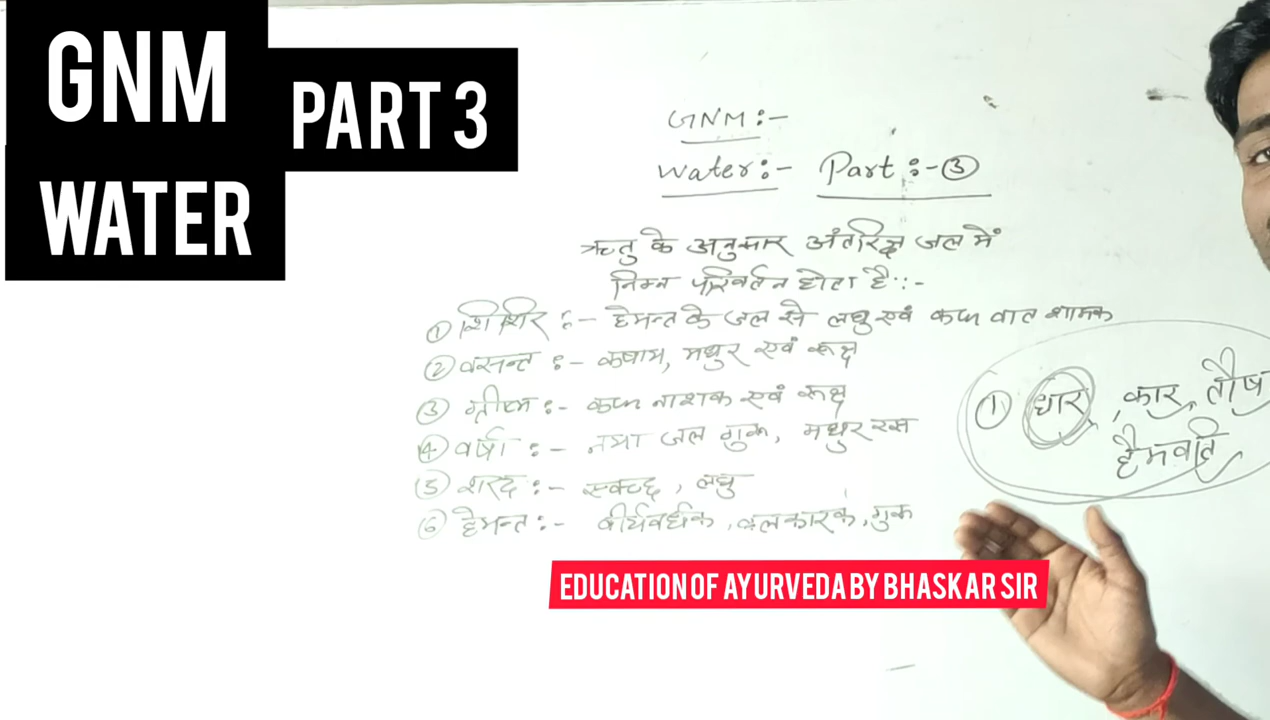 GNM
PART 3
WATER
GNM :-
Water :- Part :- ③
ऋतु के अनुसार अंतरिक्ष जल में
निम्न परिवर्तन होता है : :-
① शिशिर :- हेमन्त के जल से लघु एवं कफ वात शामक
② वसन्त :- कषाय, मधुर एवं रूक्ष
③ ग्रीष्म :- कफ नाशक एवं रूक्ष
④ वर्षा :- नया जल गुरू, मधुर रस
⑤ शरद :- स्वच्छ, लघु
⑥ हेमन्त :- वीर्यवर्धक, बलकारक, गुरू
① धार, कार, तौष
हैमवति
EDUCATION OF AYURVEDA BY BHASKAR SIR